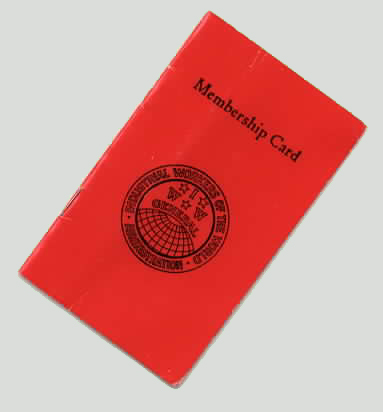 Membership Card
INDUSTRIAL WORKERS OF THE WORLD
I
W W
GENERAL
ADMINISTRATION